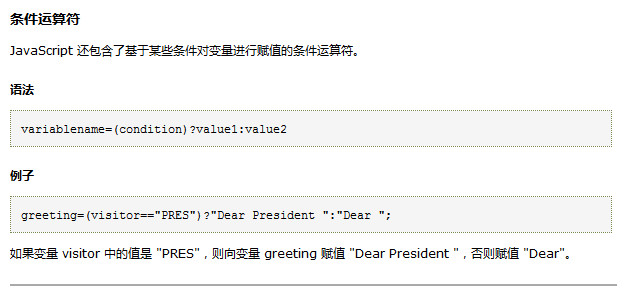 条件运算符
JavaScript 还包含了基于某些条件对变量进行赋值的条件运算符。
语法
variablename=(condition)?value1:value2
例子
greeting=(visitor=="PRES")?"Dear President ":"Dear ";
如果变量 visitor 中的值是 "PRES"，则向变量 greeting 赋值 "Dear President "，否则赋值 "Dear"。